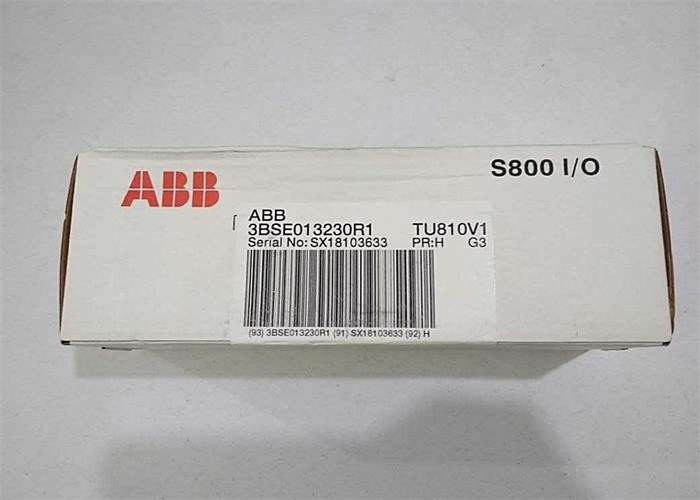 ABB
S800 I/O
ABB
3BSE013230R1 TU810V1
Serial No: SX18103633 PR:H G3
(93) 3BSE013230R1 (91) SX18103633 (92) H